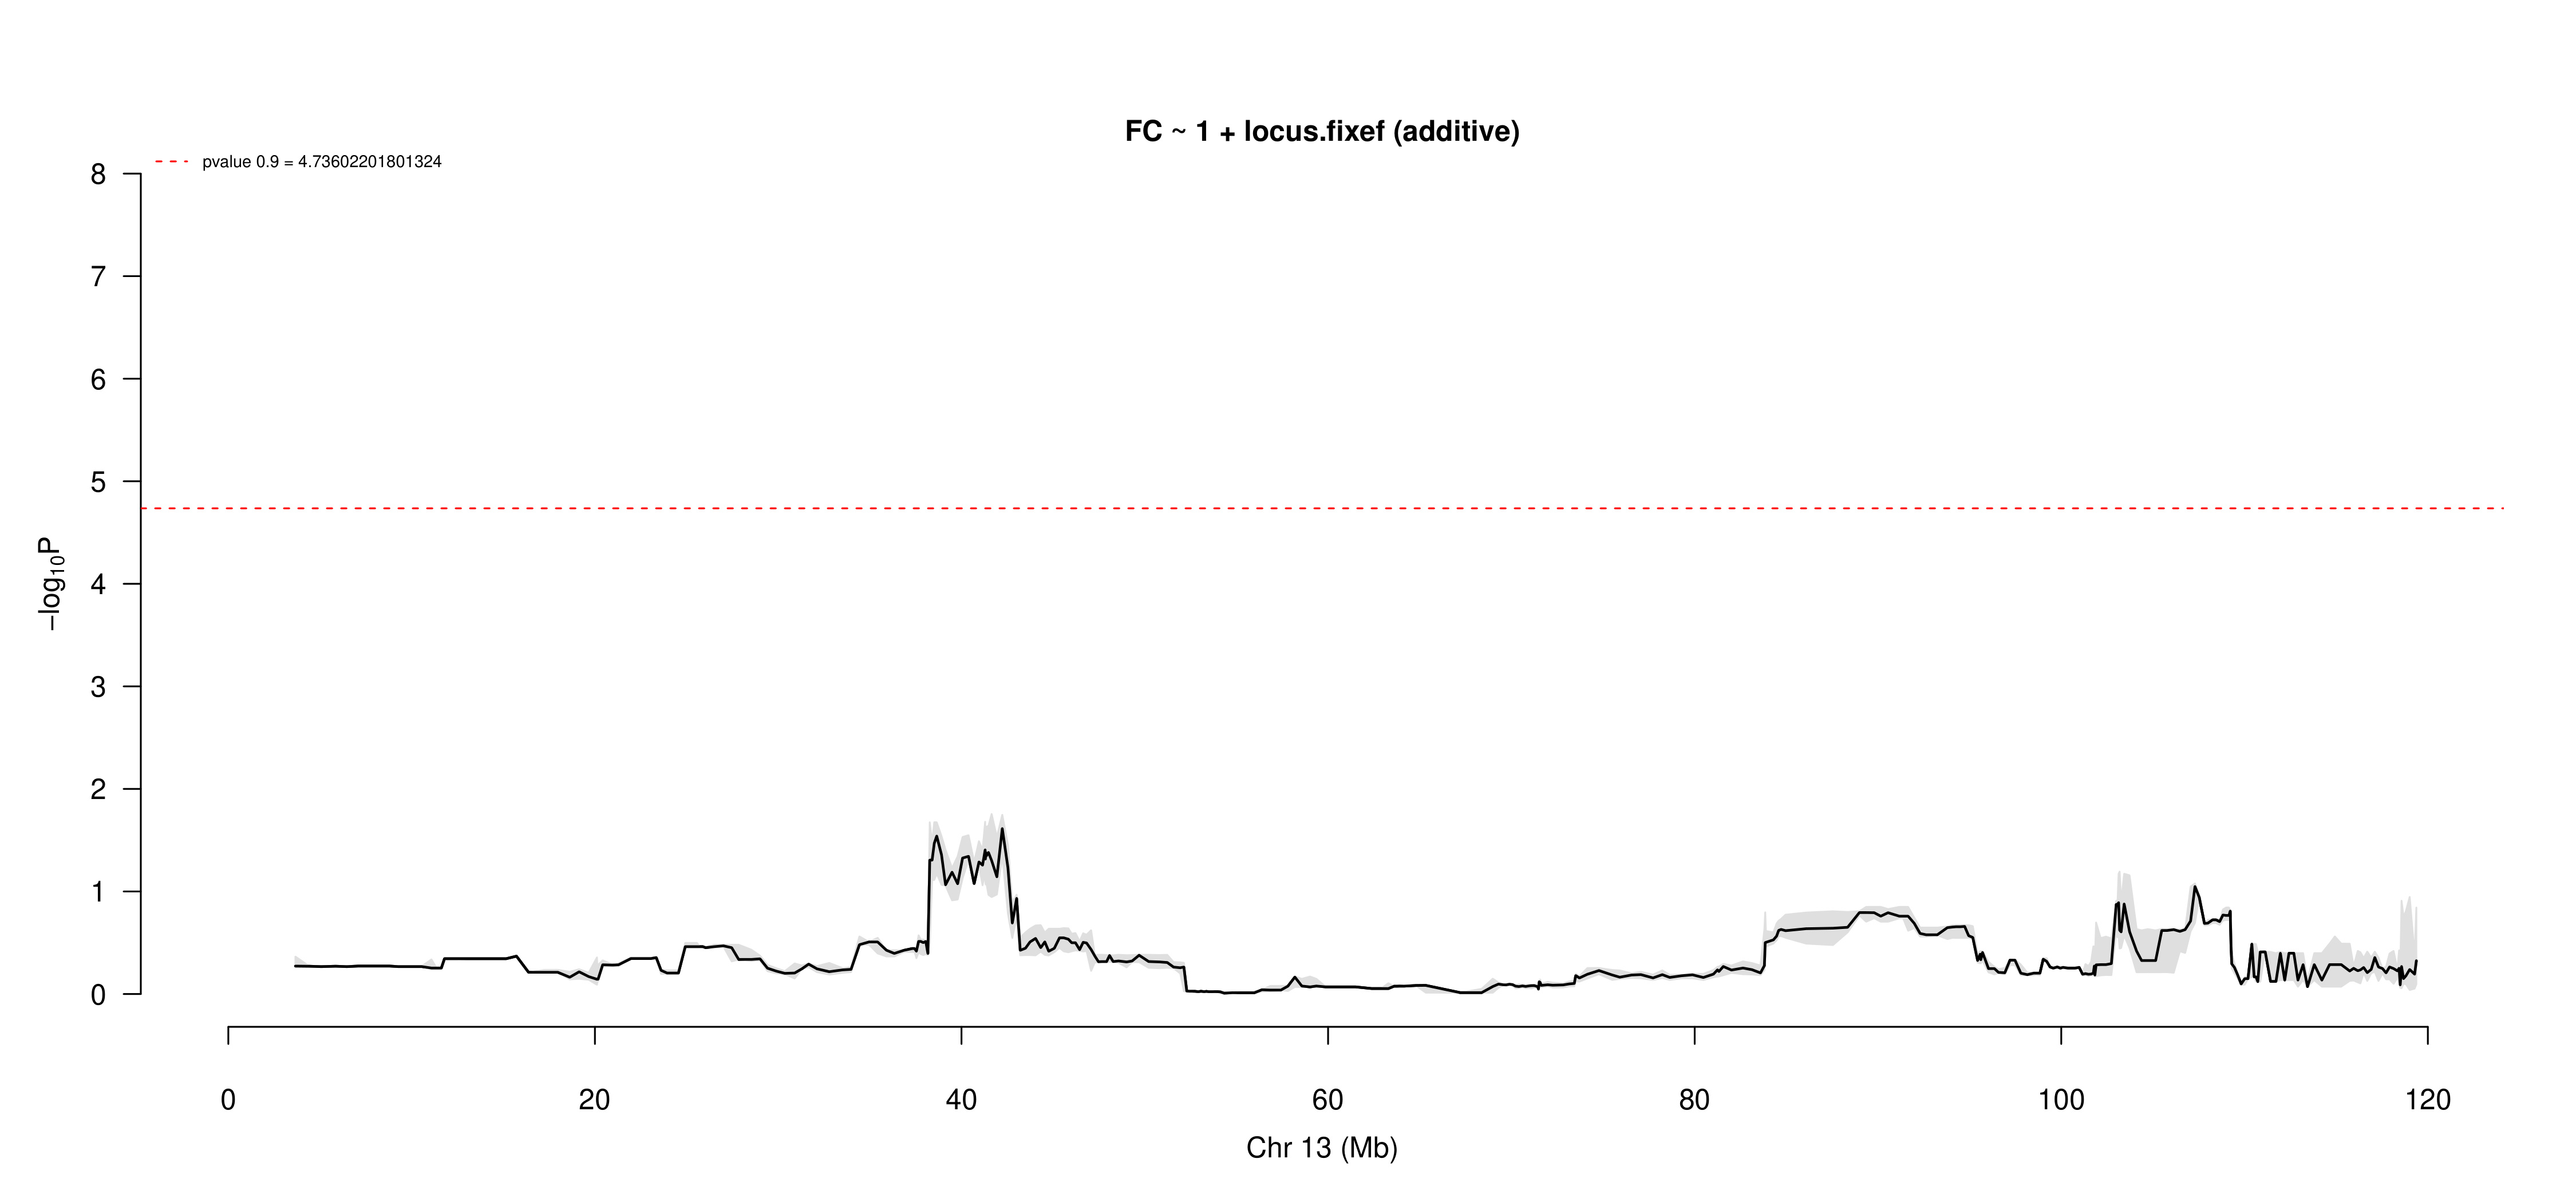 FC ~ 1 + locus.fixef (additive)
pvalue 0.9 = 4.73602201801324
8
7
6
5
4
3
2
1
0
−log₁₀P
0 20 40 60 80 100 120
Chr 13 (Mb)